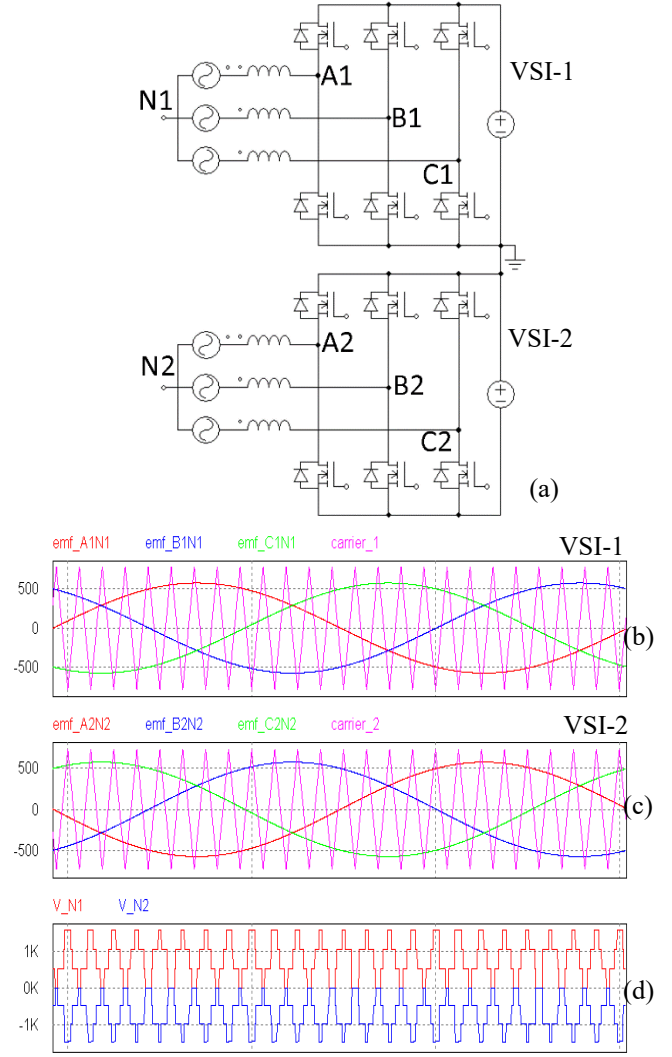 VSI-1
A1
N1
B1
C1
VSI-2
A2
N2
B2
C2
(a)
emf_A1N1 emf_B1N1 emf_C1N1 carrier_1 VSI-1
500
0
-500
(b)
emf_A2N2 emf_B2N2 emf_C2N2 carrier_2 VSI-2
500
0
-500
(c)
V_N1 V_N2
1K
0K
-1K
(d)